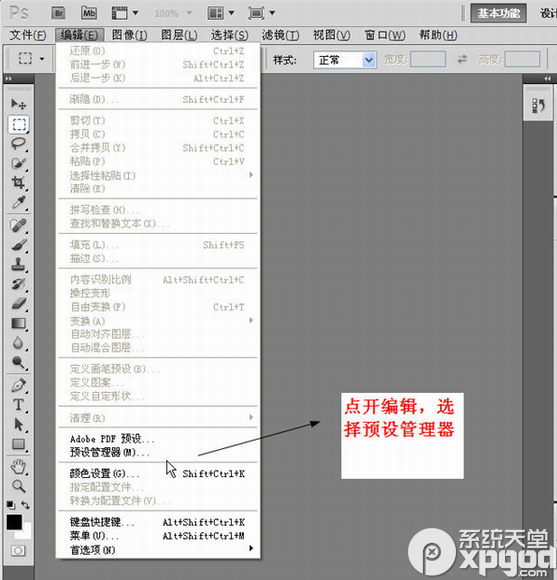 Ps Br Mb 100% 基本功能 设计
文件(F) 编辑(E) 图像(I) 图层(L) 选择(S) 滤镜(T) 视图(V) 窗口(W) 帮助(H)
样式: 正常 宽度: 高度:
还原(O) Ctrl+Z
前进一步(W) Shift+Ctrl+Z
后退一步(K) Alt+Ctrl+Z
渐隐(D)... Shift+Ctrl+F
剪切(T) Ctrl+X
拷贝(C) Ctrl+C
合并拷贝(Y) Shift+Ctrl+C
粘贴(P) Ctrl+V
选择性粘贴(I)
清除(E)
拼写检查(H)...
查找和替换文本(X)...
填充(L)... Shift+F5
描边(S)...
内容识别比例 Alt+Shift+Ctrl+C
操控变形
自由变换(F) Ctrl+T
变换(A)
自动对齐图层...
自动混合图层...
定义画笔预设(B)...
定义图案...
定义自定形状...
清理(R)
Adobe PDF 预设...
预设管理器(M)...
颜色设置(G)... Shift+Ctrl+K
指定配置文件...
转换为配置文件(V)...
键盘快捷键... Alt+Shift+Ctrl+K
菜单(U)... Alt+Shift+Ctrl+M
首选项(N)
点开编辑，选
择预设管理器
系统天堂
xpgod